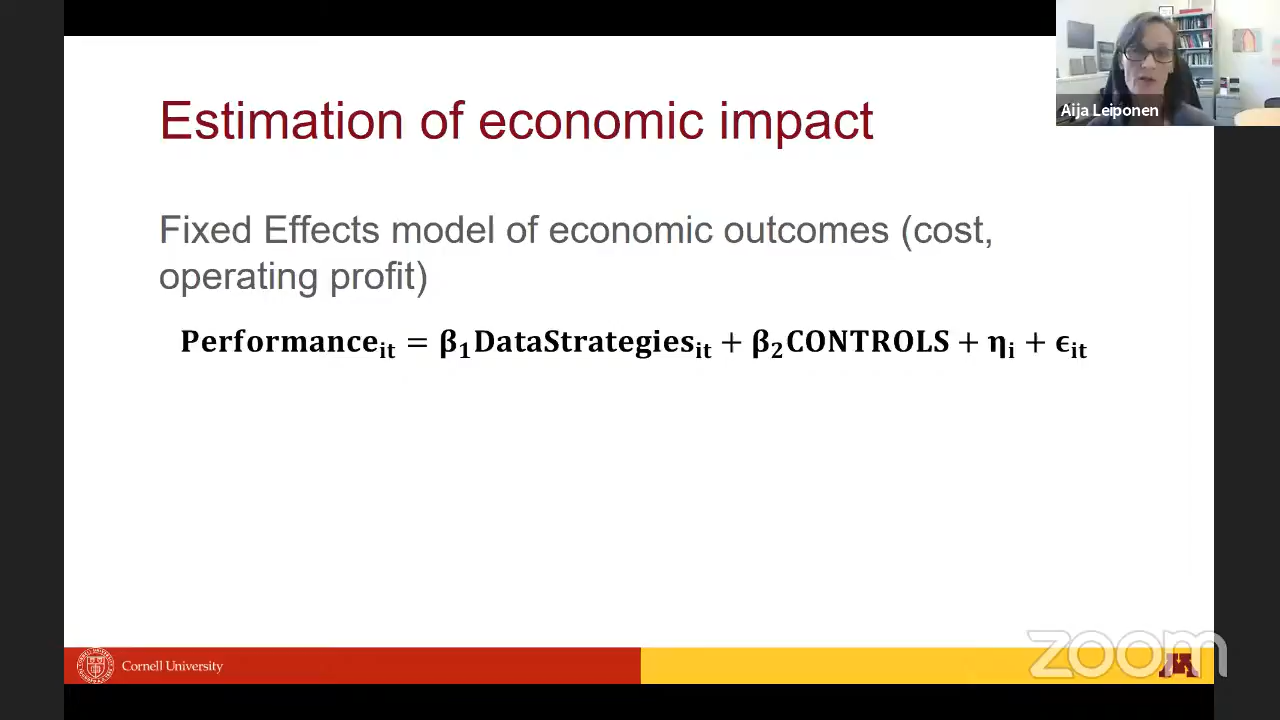 Aija Leiponen
Estimation of economic impact
Fixed Effects model of economic outcomes (cost,
operating profit)
Performanceᵢₜ = β₁DataStrategiesᵢₜ + β₂CONTROLS + ηᵢ + ϵᵢₜ
Cornell University
zoom